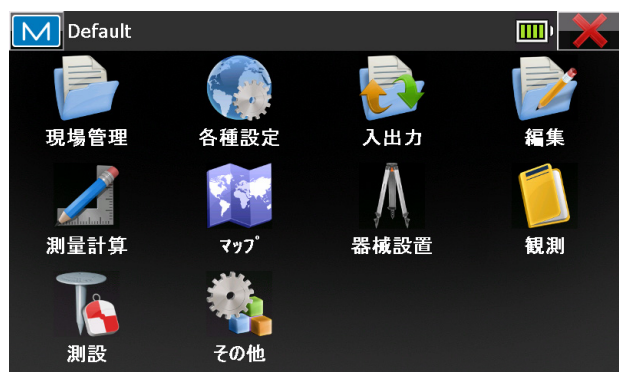 M Default
現場管理 各種設定 入出力 編集
測量計算 ﾏｯﾌﾟ 器械設置 観測
測設 その他